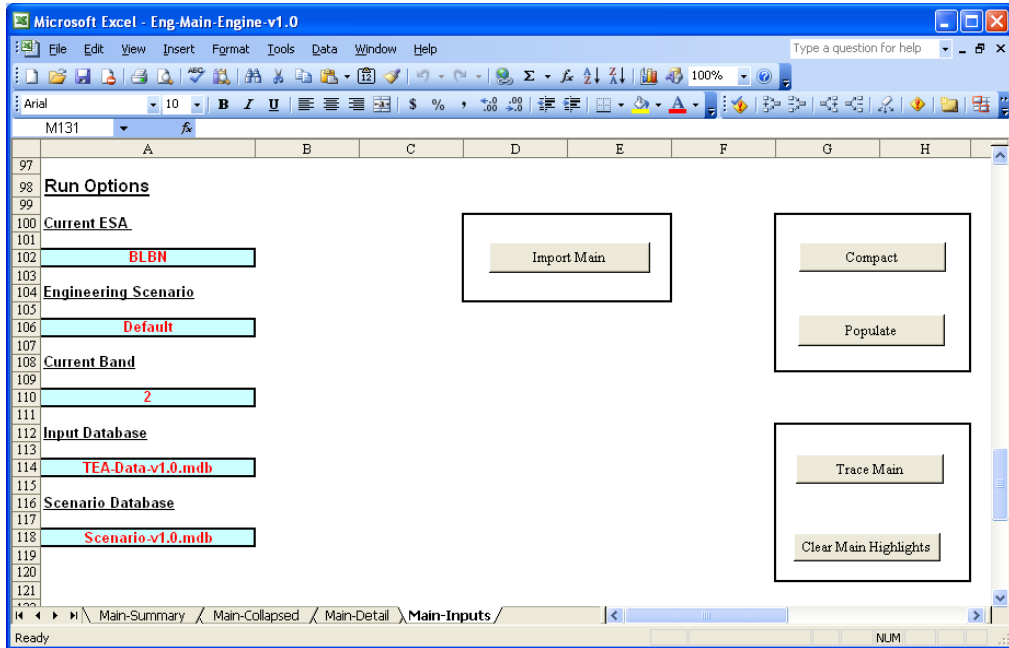 Microsoft Excel - Eng-Main-Engine-v1.0
File Edit View Insert Format Tools Data Window Help Type a question for help
100%
Arial 10 B I U $ % ,
M131 fx
A B C D E F G H
97
98 Run Options
99
100 Current ESA
101
102 BLBN Import Main Compact
103
104 Engineering Scenario
105
106 Default Populate
107
108 Current Band
109
110 2
111
112 Input Database
113
114 TEA-Data-v1.0.mdb Trace Main
115
116 Scenario Database
117
118 Scenario-v1.0.mdb
119 Clear Main Highlights
120
121
Main-Summary Main-Collapsed Main-Detail Main-Inputs
Ready NUM